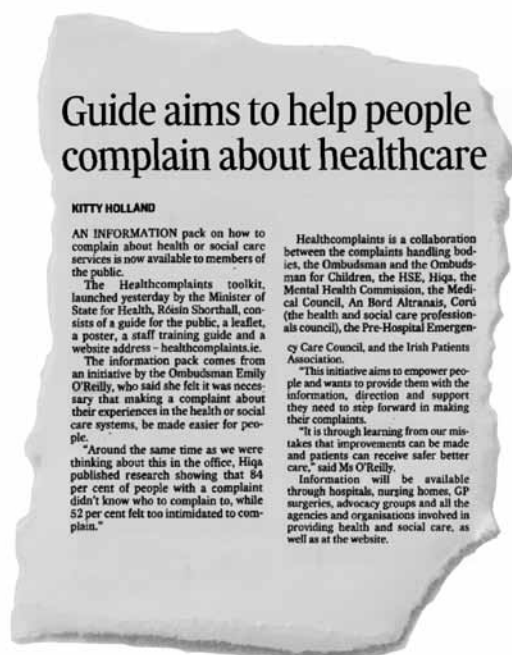 Guide aims to help people
complain about healthcare
KITTY HOLLAND
AN INFORMATION pack on how to
complain about health or social care
services is now available to members of
the public.
The Healthcomplaints toolkit,
launched yesterday by the Minister of
State for Health, Róisín Shorthall, con-
sists of a guide for the public, a leaflet,
a poster, a staff training guide and a
website address – healthcomplaints.ie.
The information pack comes from
an initiative by the Ombudsman Emily
O'Reilly, who said she felt it was neces-
sary that making a complaint about
their experiences in the health or social
care systems, be made easier for peo-
ple.
"Around the same time as we were
thinking about this in the office, Hiqa
published research showing that 84
per cent of people with a complaint
didn't know who to complain to, while
52 per cent felt too intimidated to com-
plain."
Healthcomplaints is a collaboration
between the complaints handling bod-
ies, the Ombudsman and the Ombuds-
man for Children, the HSE, Hiqa, the
Mental Health Commission, the Medi-
cal Council, An Bord Altranais, Corú
(the health and social care profession-
als council), the Pre-Hospital Emergen-
cy Care Council, and the Irish Patients
Association.
"This initiative aims to empower peo-
ple and wants to provide them with the
information, direction and support
they need to step forward in making
their complaints.
"It is through learning from our mis-
takes that improvements can be made
and patients can receive safer better
care," said Ms O'Reilly.
Information will be available
through hospitals, nursing homes, GP
surgeries, advocacy groups and all the
agencies and organisations involved in
providing health and social care, as
well as at the website.